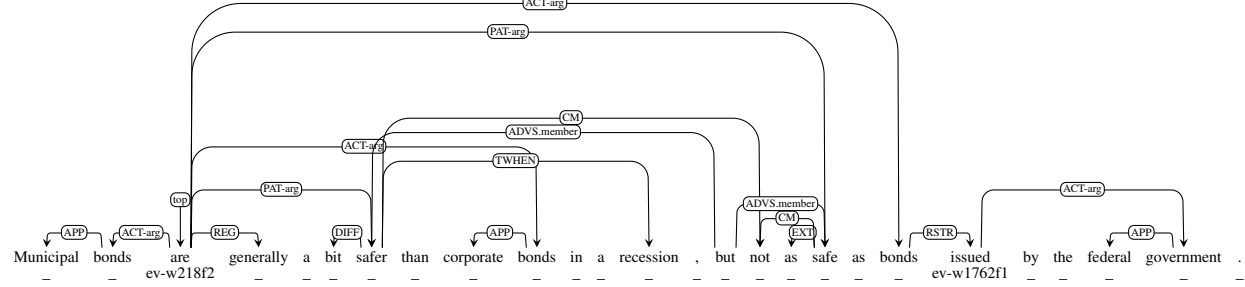 ACT-arg
PAT-arg
CM
ADVS.member
ACT-arg
TWHEN
PAT-arg ACT-arg
top ADVS.member
CM
APP ACT-arg REG DIFF APP EXT RSTR APP
Municipal bonds are generally a bit safer than corporate bonds in a recession , but not as safe as bonds issued by the federal government .
_ _ ev-w218f2 _ _ _ _ _ _ _ _ _ _ _ _ _ _ _ _ _ ev-w1762f1 _ _ _ _ _